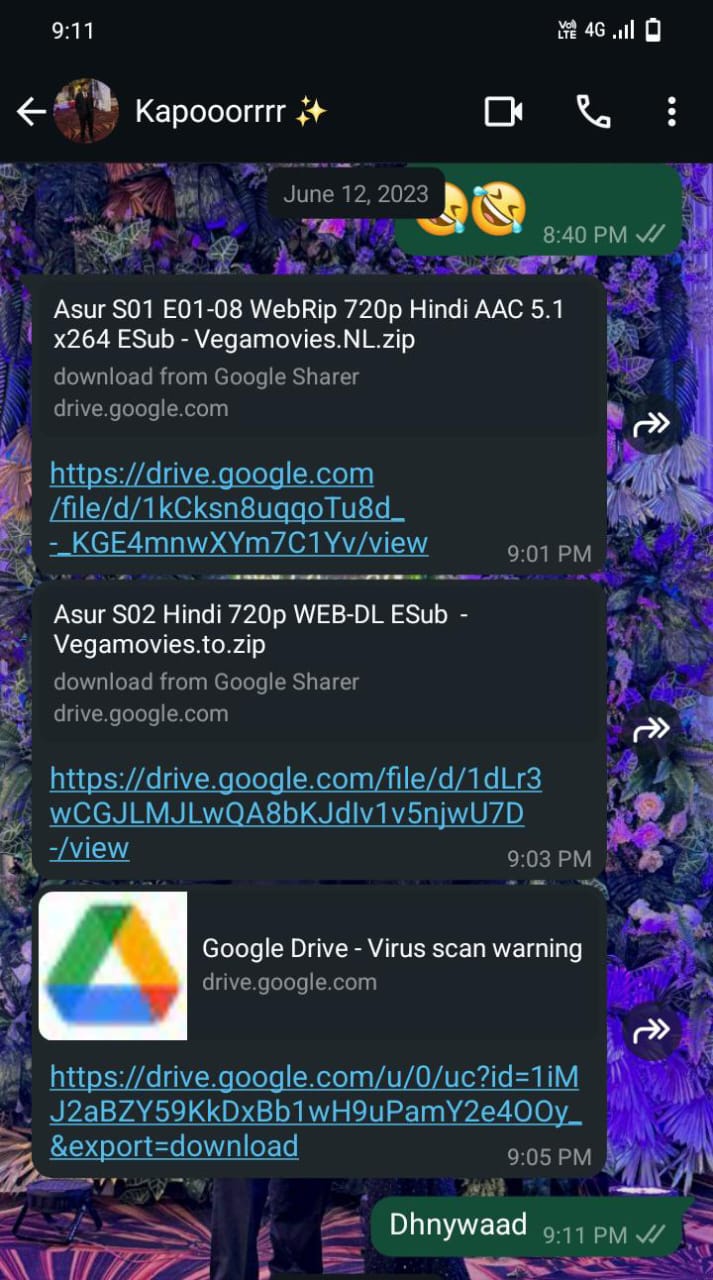 9:11
Vo) LTE 4G
Kapooorrrr ✨
June 12, 2023
🤣🤣
8:40 PM
Asur S01 E01-08 WebRip 720p Hindi AAC 5.1
x264 ESub - Vegamovies.NL.zip
download from Google Sharer
drive.google.com
https://drive.google.com
/file/d/1kCksn8uqqoTu8d_
-_KGE4mnwXYm7C1Yv/view
9:01 PM
Asur S02 Hindi 720p WEB-DL ESub -
Vegamovies.to.zip
download from Google Sharer
drive.google.com
https://drive.google.com/file/d/1dLr3
wCGJLMJLwQA8bKJdIv1v5njwU7D
-/view
9:03 PM
Google Drive - Virus scan warning
drive.google.com
https://drive.google.com/u/0/uc?id=1iM
J2aBZY59KkDxBb1wH9uPamY2e4OOy_
&export=download
9:05 PM
Dhnywaad
9:11 PM